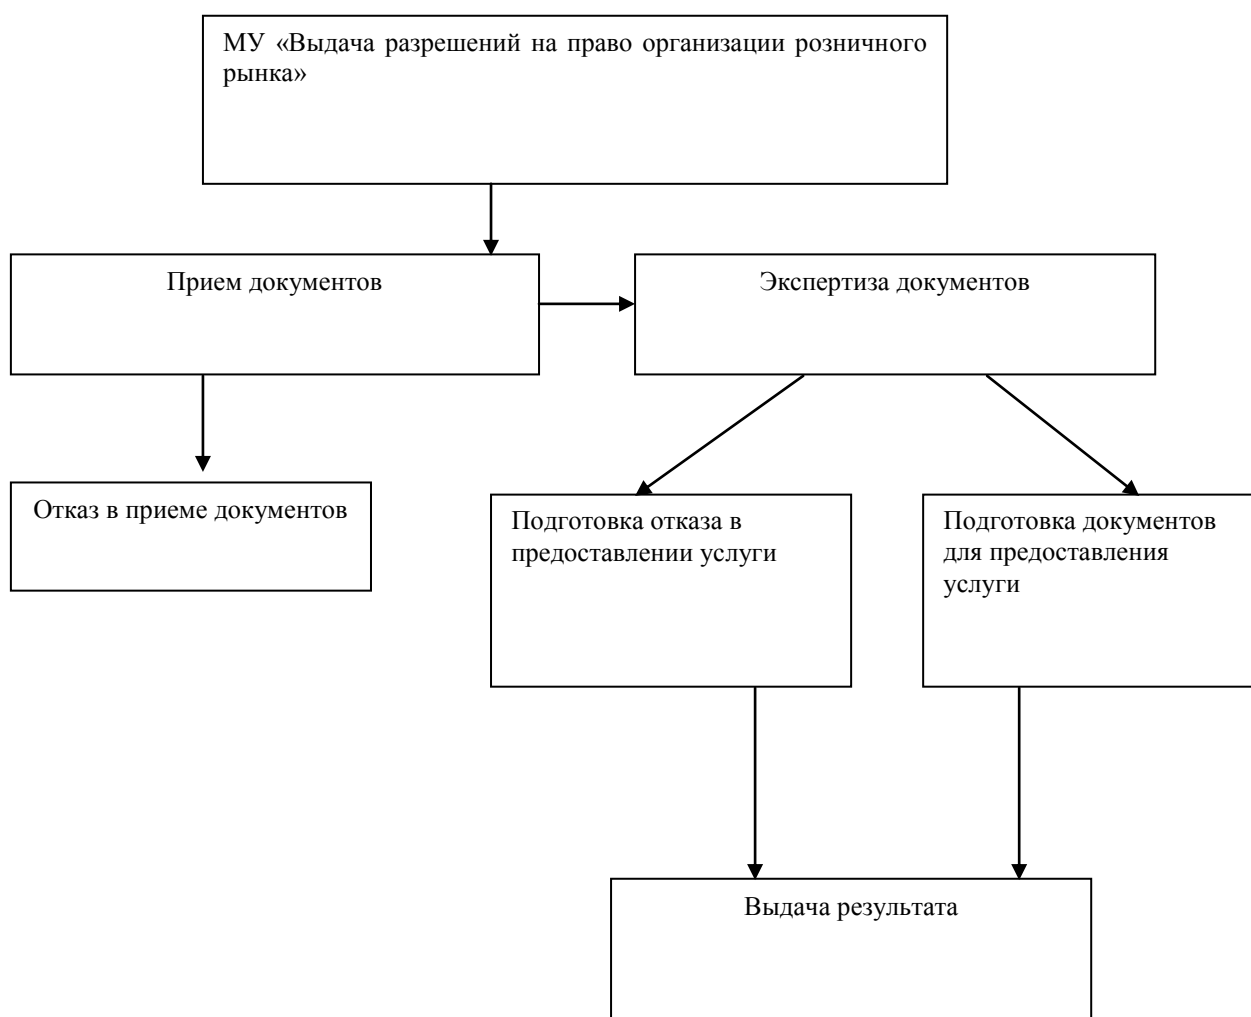 МУ «Выдача разрешений на право организации розничного
рынка»
Прием документов
Экспертиза документов
Отказ в приеме документов
Подготовка отказа в
предоставлении услуги
Подготовка документов
для предоставления
услуги
Выдача результата